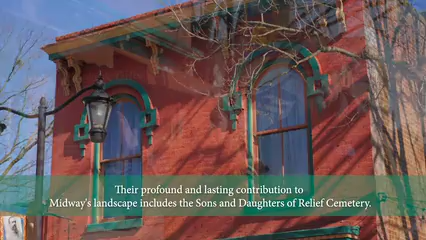 Their profound and lasting contribution to
Midway's landscape includes the Sons and Daughters of Relief Cemetery.